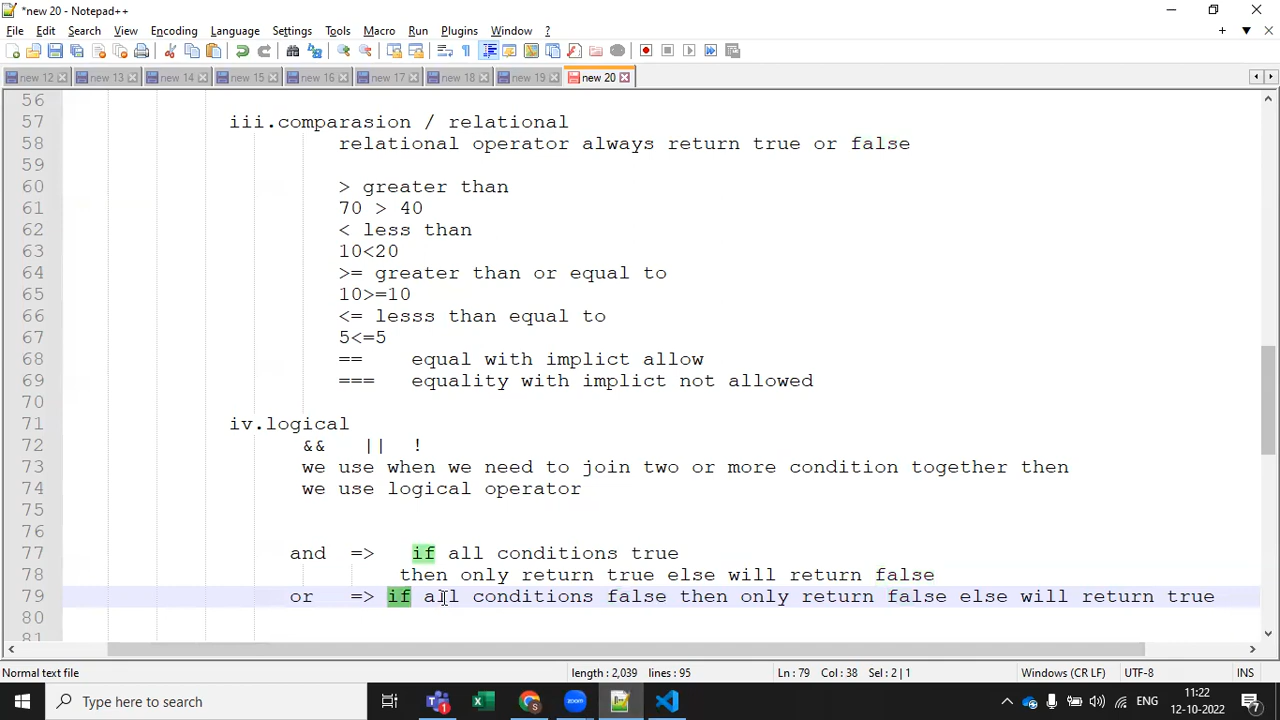 *new 20 - Notepad++
File Edit Search View Encoding Language Settings Tools Macro Run Plugins Window ?
new 12 new 13 new 14 new 15 new 16 new 17 new 18 new 19 new 20
56
57 iii.comparasion / relational
58 relational operator always return true or false
59
60 > greater than
61 70 > 40
62 < less than
63 10<20
64 >= greater than or equal to
65 10>=10
66 <= lesss than equal to
67 5<=5
68 == equal with implict allow
69 === equality with implict not allowed
70
71 iv.logical
72 && || !
73 we use when we need to join two or more condition together then
74 we use logical operator
75
76
77 and => if all conditions true
78 then only return true else will return false
79 or => if all conditions false then only return false else will return true
80
81
Normal text file length : 2,039 lines : 95 Ln : 79 Col : 38 Sel : 2 | 1 Windows (CR LF) UTF-8 INS
Type here to search ENG 11:22
12-10-2022 7